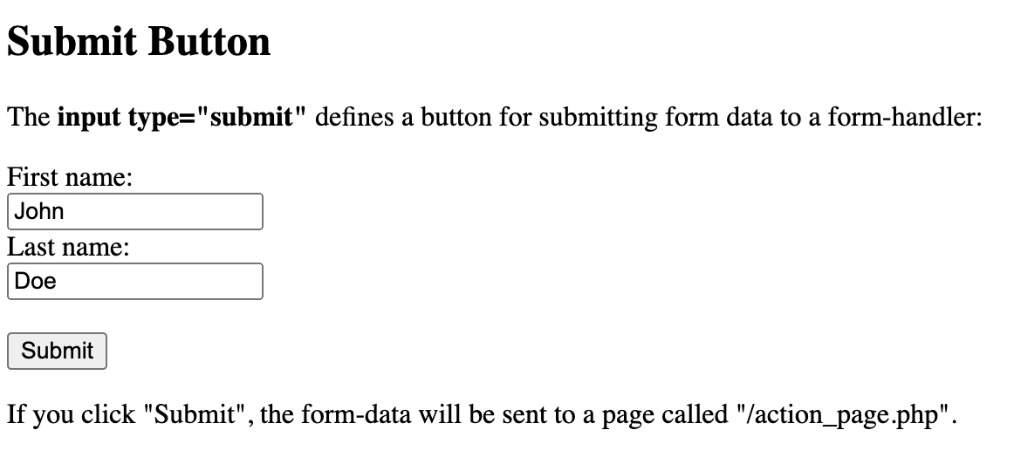 Submit Button
The input type="submit" defines a button for submitting form data to a form-handler:
First name:
John
Last name:
Doe
Submit
If you click "Submit", the form-data will be sent to a page called "/action_page.php".